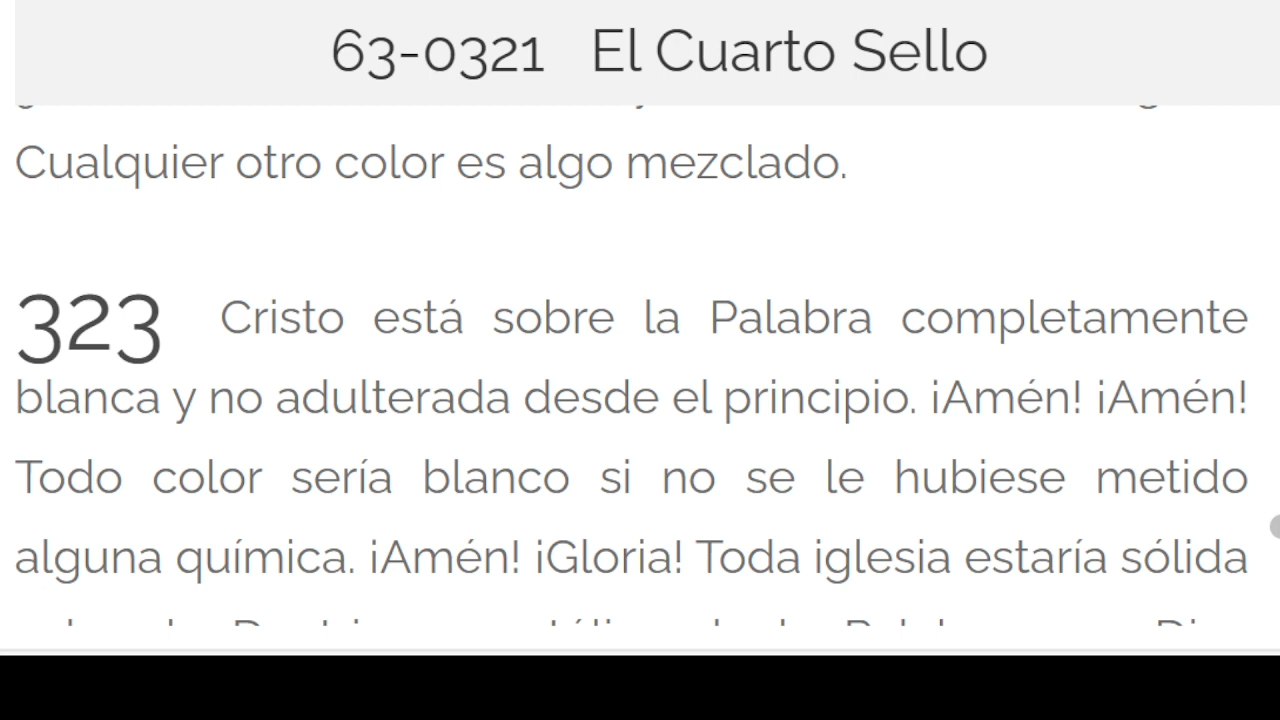 63-0321 El Cuarto Sello
Cualquier otro color es algo mezclado.
323 Cristo está sobre la Palabra completamente
blanca y no adulterada desde el principio. ¡Amén! ¡Amén!
Todo color sería blanco si no se le hubiese metido
alguna química. ¡Amén! ¡Gloria! Toda iglesia estaría sólida